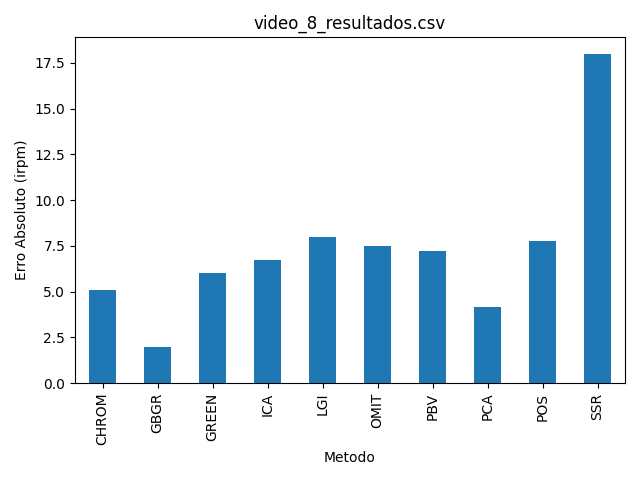 video_8_resultados.csv
Erro Absoluto (irpm)
17.5
15.0
12.5
10.0
7.5
5.0
2.5
0.0
CHROM
GBGR
GREEN
ICA
LGI
OMIT
PBV
PCA
POS
SSR
Metodo